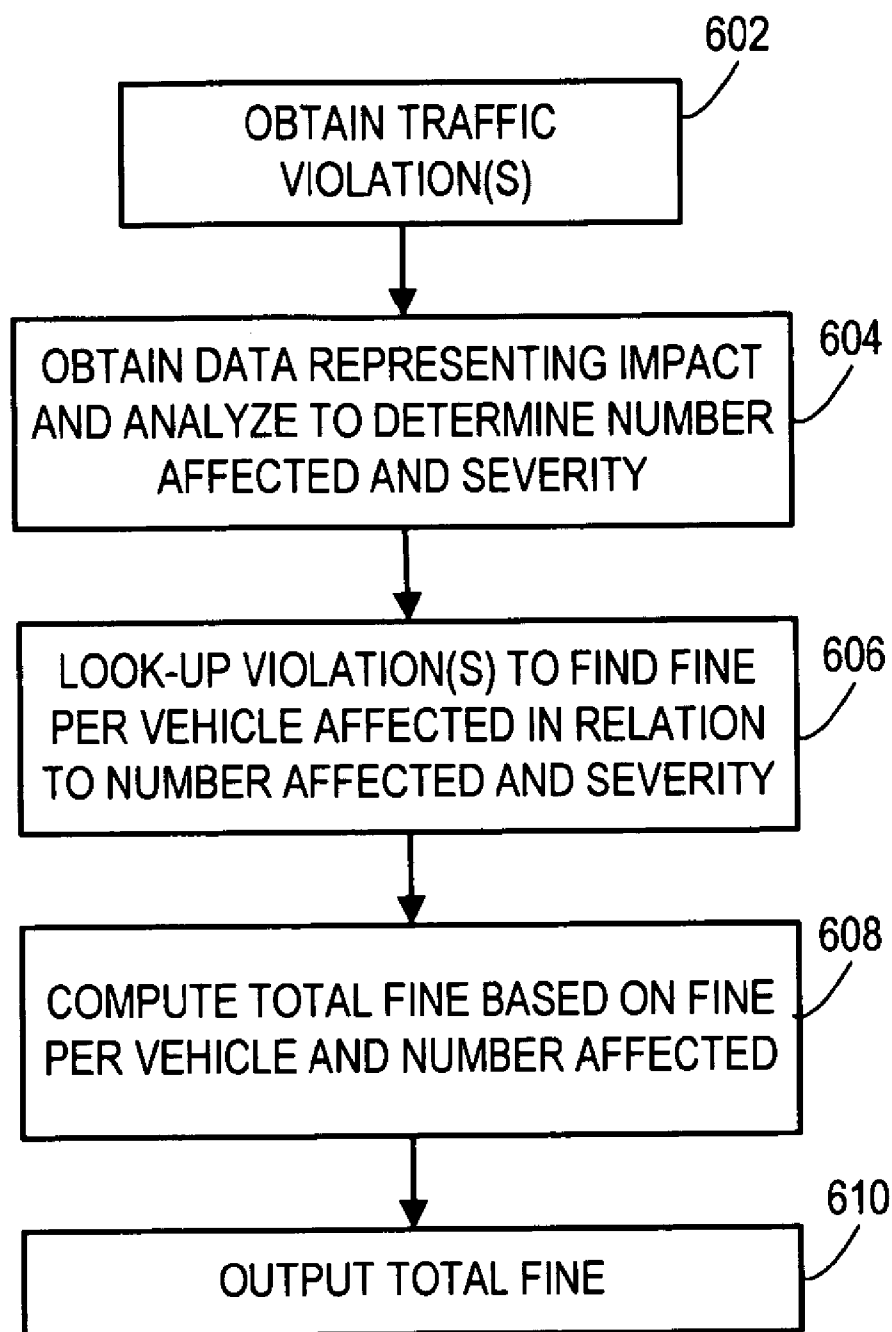 602
OBTAIN TRAFFIC
VIOLATION(S)
604
OBTAIN DATA REPRESENTING IMPACT
AND ANALYZE TO DETERMINE NUMBER
AFFECTED AND SEVERITY
606
LOOK-UP VIOLATION(S) TO FIND FINE
PER VEHICLE AFFECTED IN RELATION
TO NUMBER AFFECTED AND SEVERITY
608
COMPUTE TOTAL FINE BASED ON FINE
PER VEHICLE AND NUMBER AFFECTED
610
OUTPUT TOTAL FINE